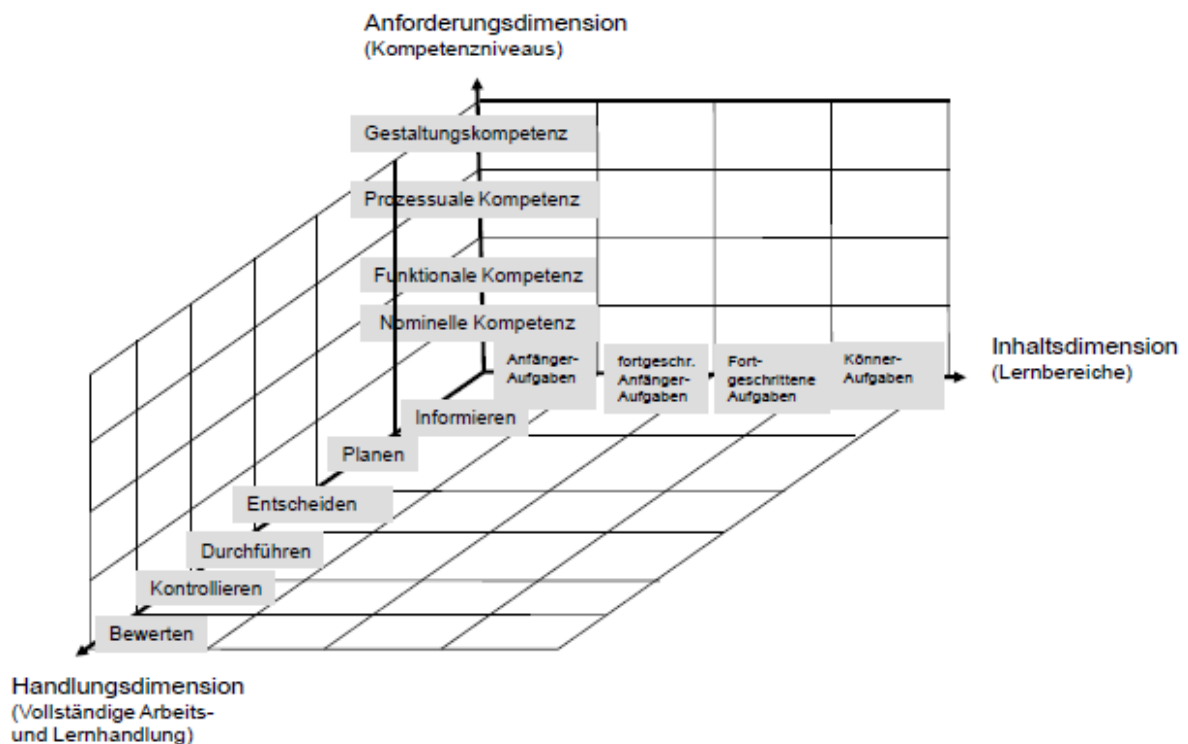 Anforderungsdimension
(Kompetenzniveaus)
Gestaltungskompetenz
Prozessuale Kompetenz
Funktionale Kompetenz
Nominelle Kompetenz
Anfänger-
Aufgaben
fortgeschr.
Anfänger-
Aufgaben
Fort-
geschrittene
Aufgaben
Könner-
Aufgaben
Inhaltsdimension
(Lernbereiche)
Informieren
Planen
Entscheiden
Durchführen
Kontrollieren
Bewerten
Handlungsdimension
(Vollständige Arbeits-
und Lernhandlung)